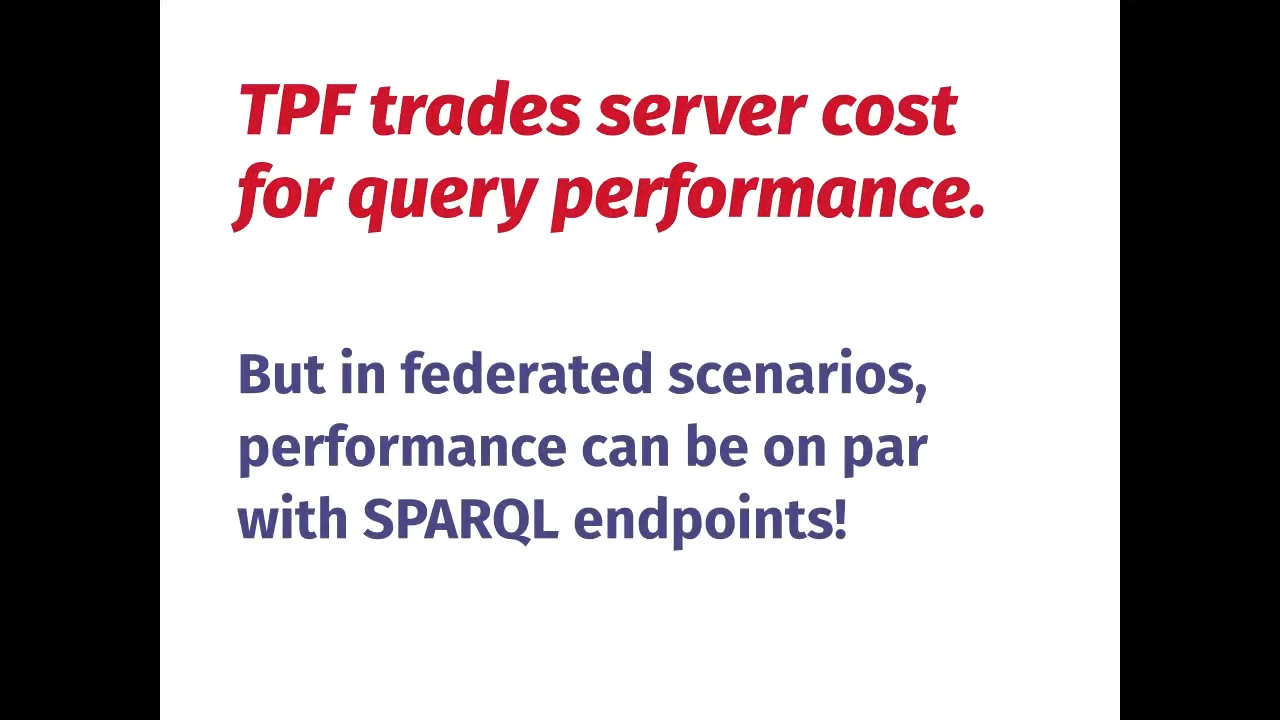 TPF trades server cost
for query performance.
But in federated scenarios,
performance can be on par
with SPARQL endpoints!